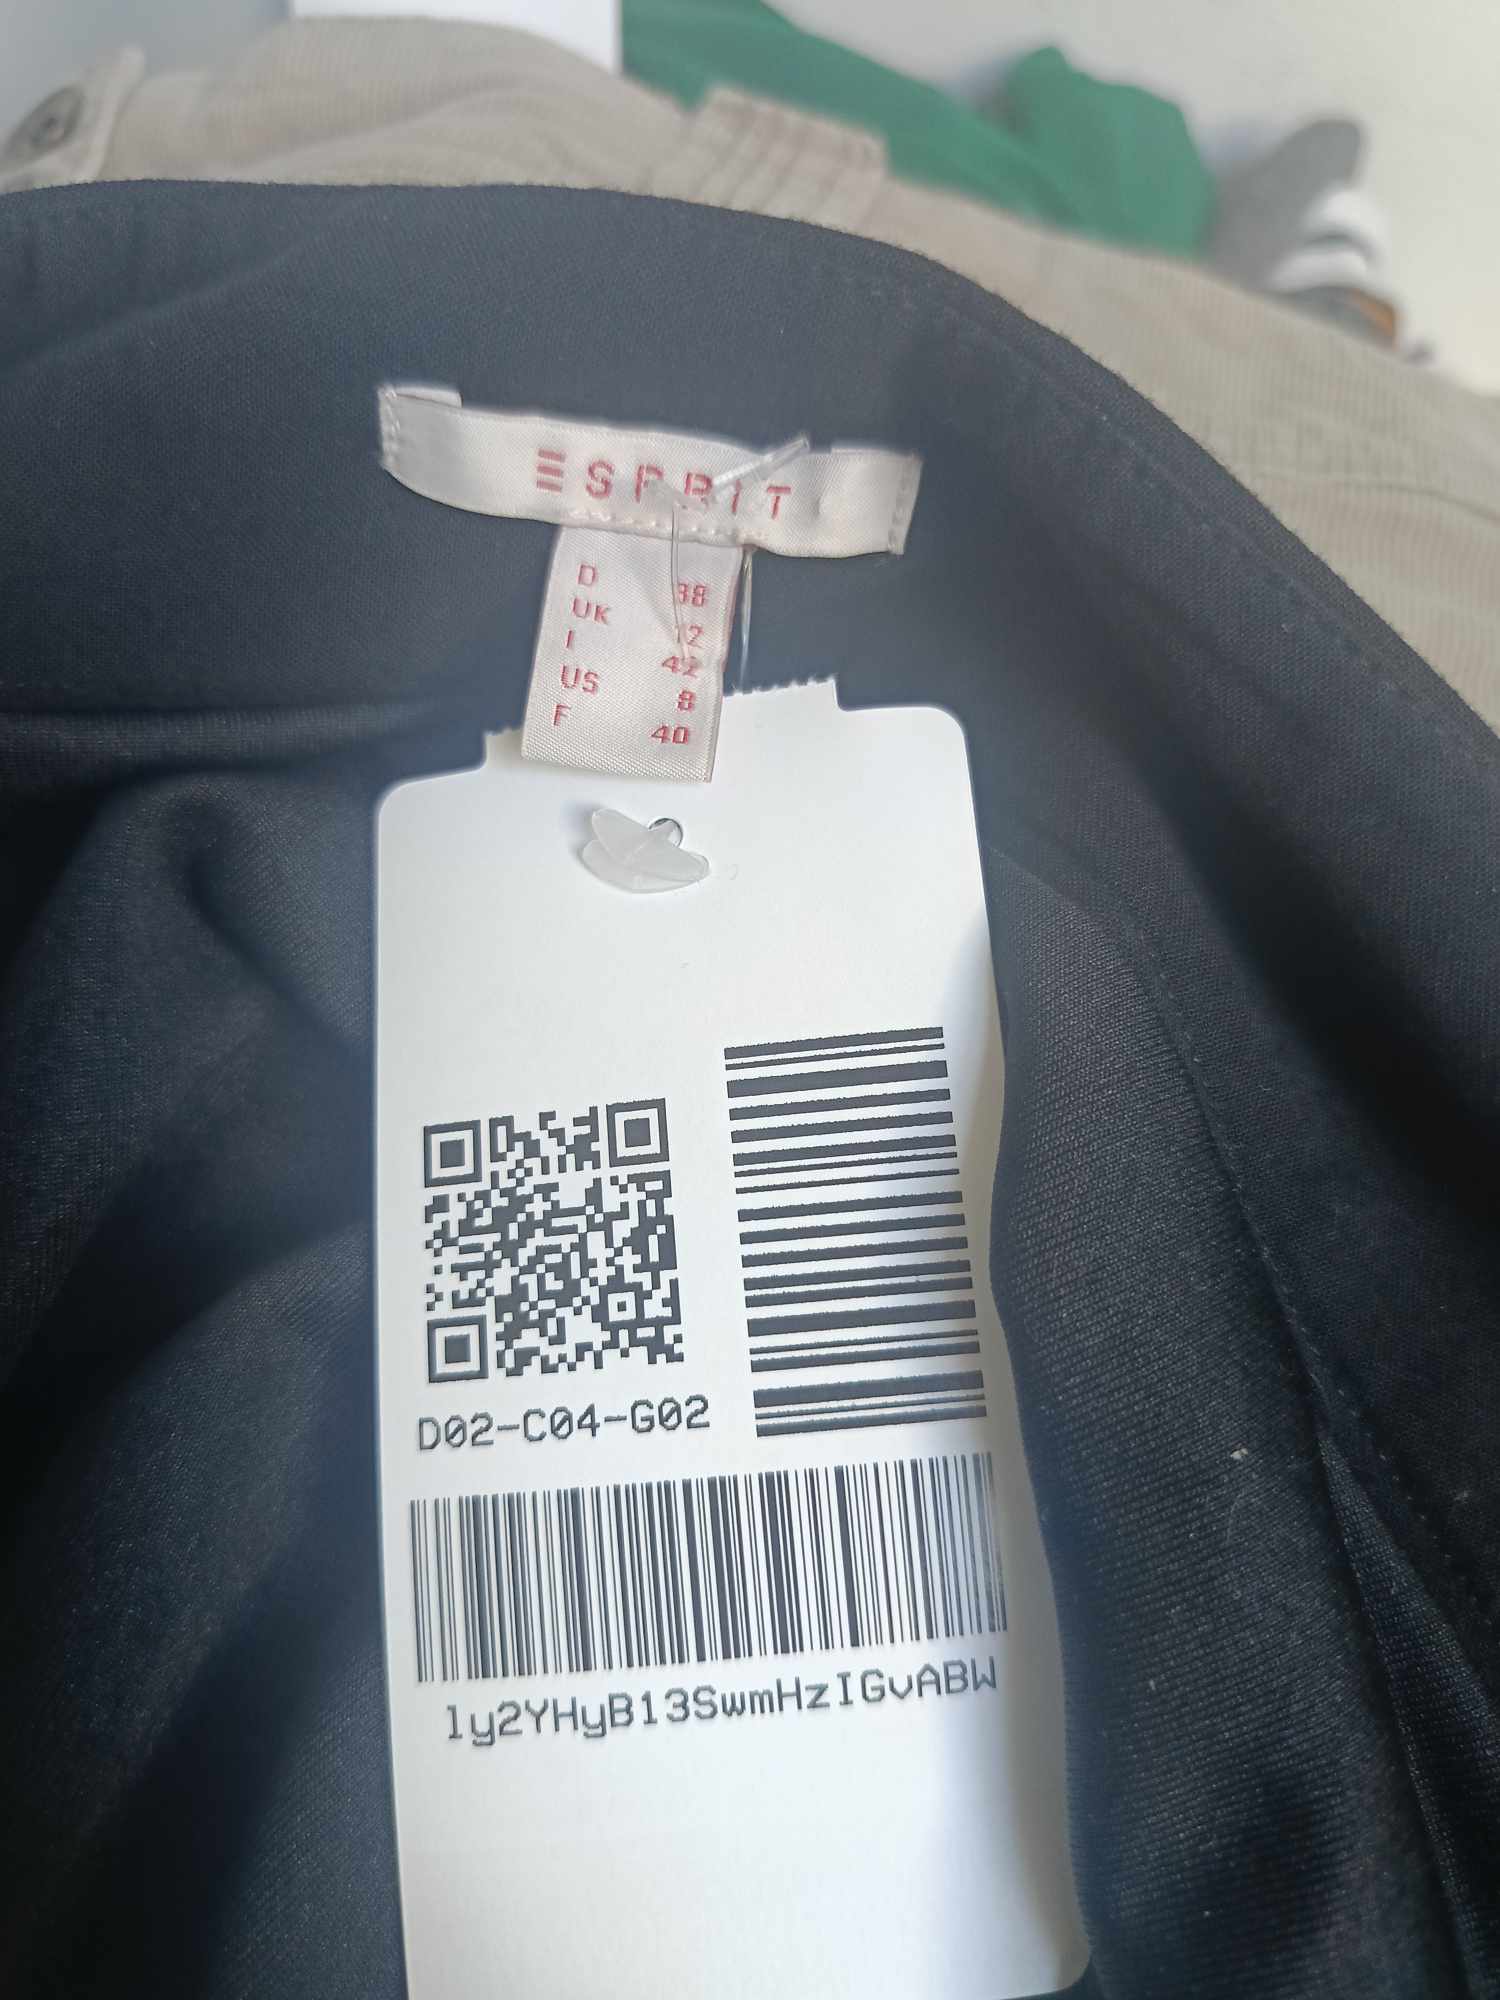 ESPRIT
D 38
UK 12
I 42
US 8
F 40
D02-C04-G02
ly2YHyB13SwmHzIGvABW